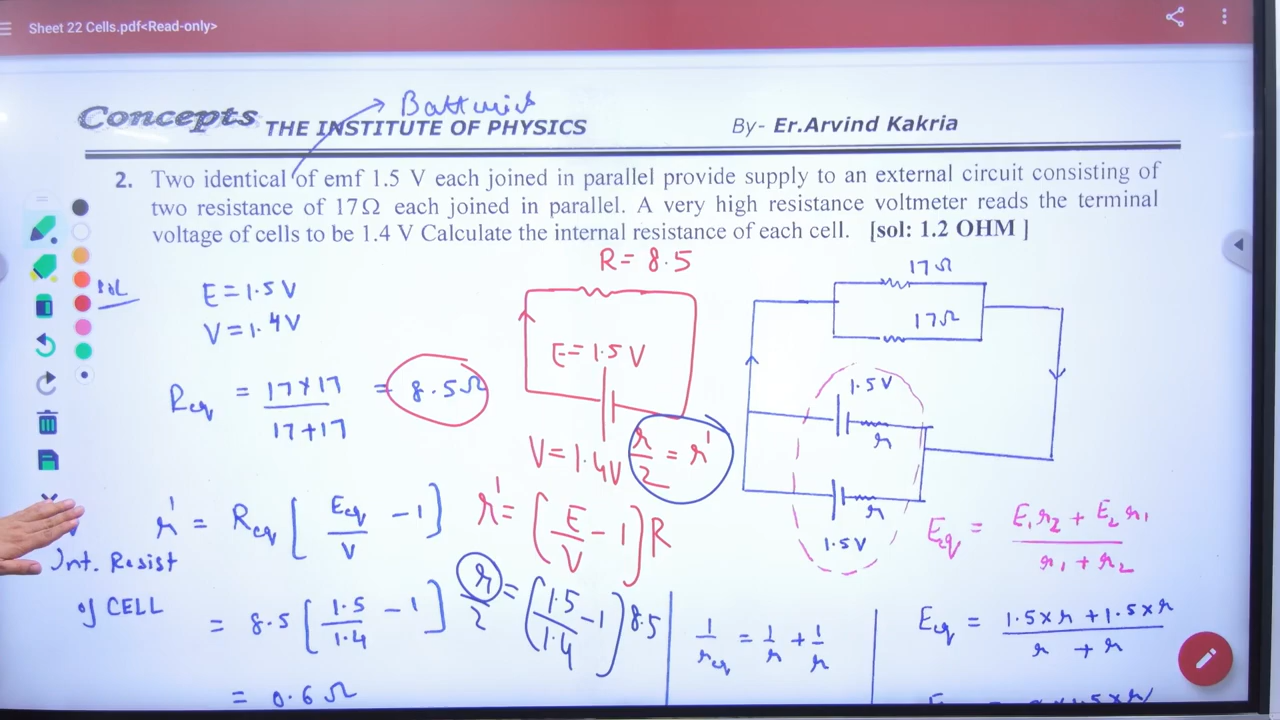 Sheet 22 Cells.pdf<Read-only>
Concepts THE INSTITUTE OF PHYSICS By- Er.Arvind Kakria
2. Two identical of emf 1.5 V each joined in parallel provide supply to an external circuit consisting of
two resistance of 17Ω each joined in parallel. A very high resistance voltmeter reads the terminal
voltage of cells to be 1.4 V Calculate the internal resistance of each cell. [sol: 1.2 OHM ]
Sol
E = 1.5 V
V = 1.4 V
Req = 17×17 / 17+17 = 8.5Ω
r' = Req [ Eeq / V - 1 ]
Int. Resist
of CELL
= 8.5 [ 1.5 / 1.4 - 1 ]
= 0.6 Ω
R = 8.5
E = 1.5 V
V = 1.4V
r / 2 = r'
r' = ( E / V - 1 ) R
r / 2 = ( 1.5 / 1.4 - 1 ) 8.5
17Ω
17Ω
1.5 V
r
r
1.5 V
1 / req = 1 / r + 1 / r
Eeq = E1r2 + E2r1 / r1 + r2
Eeq = 1.5×r + 1.5×r / r + r